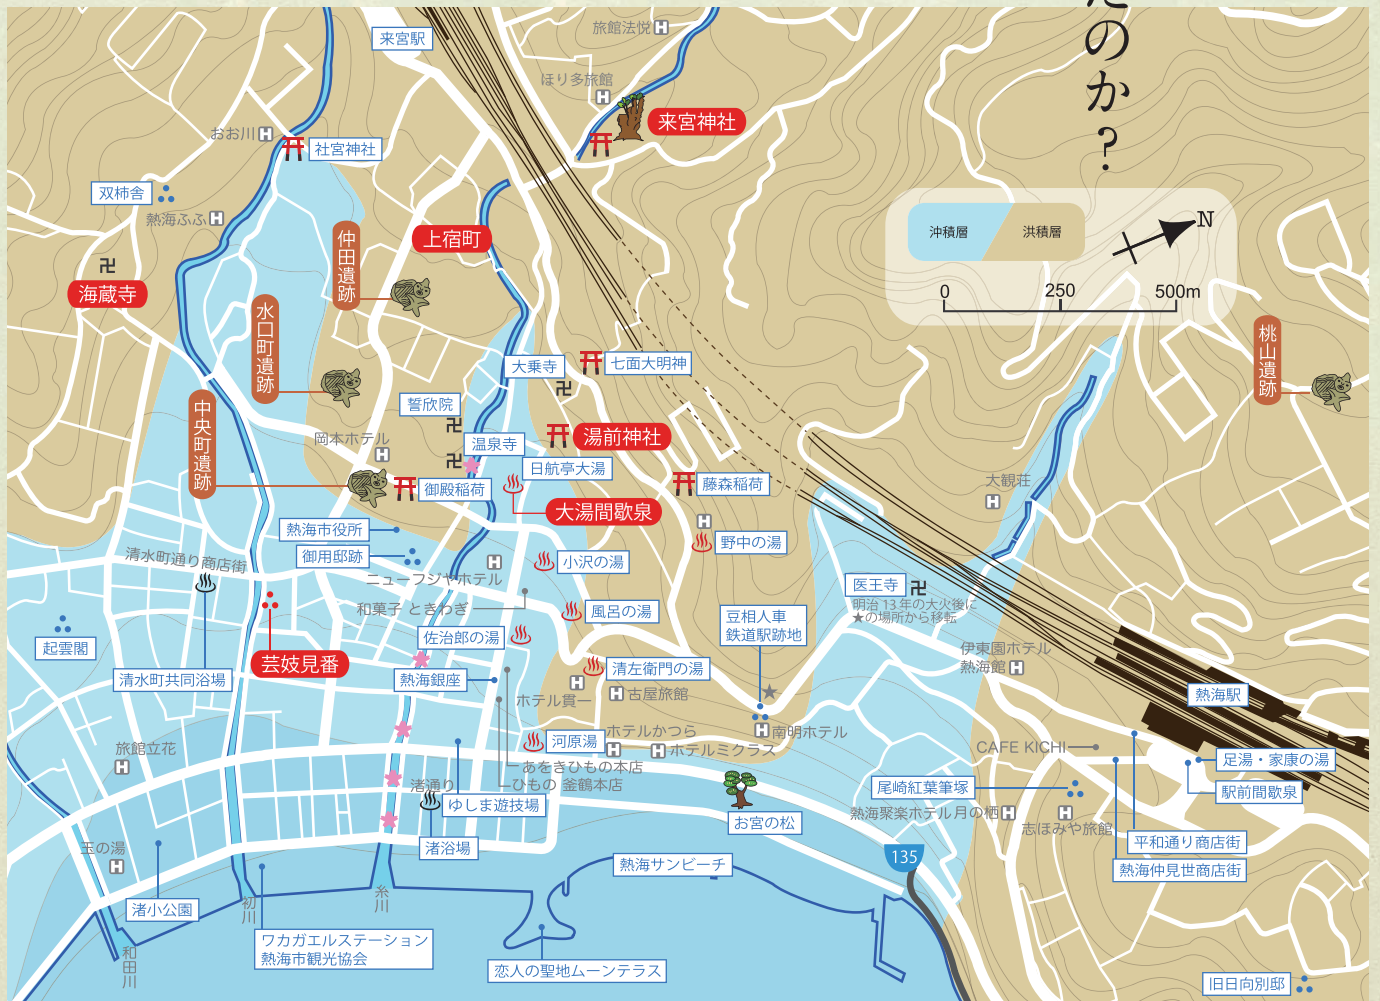 のか?
来宮駅
旅館法悦
ほり多旅館
来宮神社
おお川
社宮神社
双柿舎
熱海ふふ
上宿町
仲田遺跡
沖積層
洪積層
N
0
250
500m
海蔵寺
水口町遺跡
桃山遺跡
大乗寺
七面大明神
中央町遺跡
誓欣院
岡本ホテル
温泉寺
湯前神社
日航亭大湯
御殿稲荷
藤森稲荷
大観荘
大湯間歇泉
熱海市役所
野中の湯
御用邸跡
清水町通り商店街
小沢の湯
ニューフジヤホテル
医王寺
明治13年の大火後に
★の場所から移転
和菓子 ときわぎ
風呂の湯
豆相人車
鉄道駅跡地
起雲閣
佐治郎の湯
伊東園ホテル
熱海館
芸妓見番
清左衛門の湯
清水町共同浴場
熱海銀座
ホテル貫一
古屋旅館
熱海駅
ホテルかつら
南明ホテル
旅館立花
河原湯
ホテルミクラス
CAFE KICHI
あをきひもの本店
ひもの 釜鶴本店
足湯・家康の湯
渚通り
ゆしま遊技場
尾崎紅葉筆塚
駅前間歇泉
お宮の松
熱海聚楽ホテル
月の栖
志ほみや旅館
平和通り商店街
玉の湯
渚浴場
熱海サンビーチ
135
熱海仲見世商店街
渚小公園
初川
糸川
和田川
ワカガエルステーション
熱海市観光協会
恋人の聖地ムーンテラス
旧日向別邸